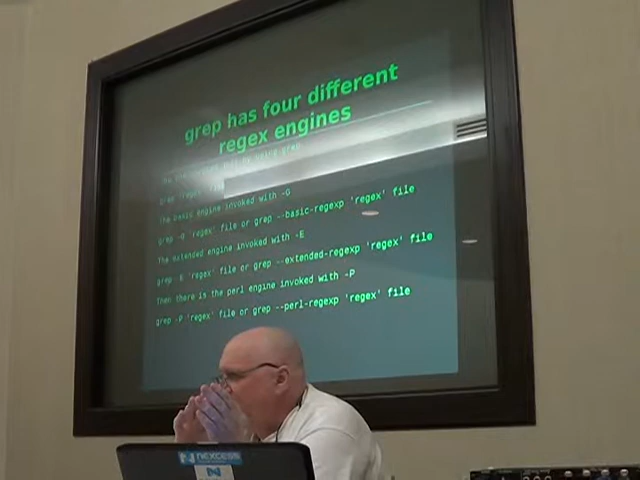 grep has four different
regex engines
using grep
grep 'regex' file
The basic engine invoked with -G
grep -G 'regex' file or grep --basic-regexp 'regex' file
The extended engine invoked with -E
grep -E 'regex' file or grep --extended-regexp 'regex' file
Then there is the perl engine invoked with -P
grep -P 'regex' file or grep --perl-regexp 'regex' file
nexcess